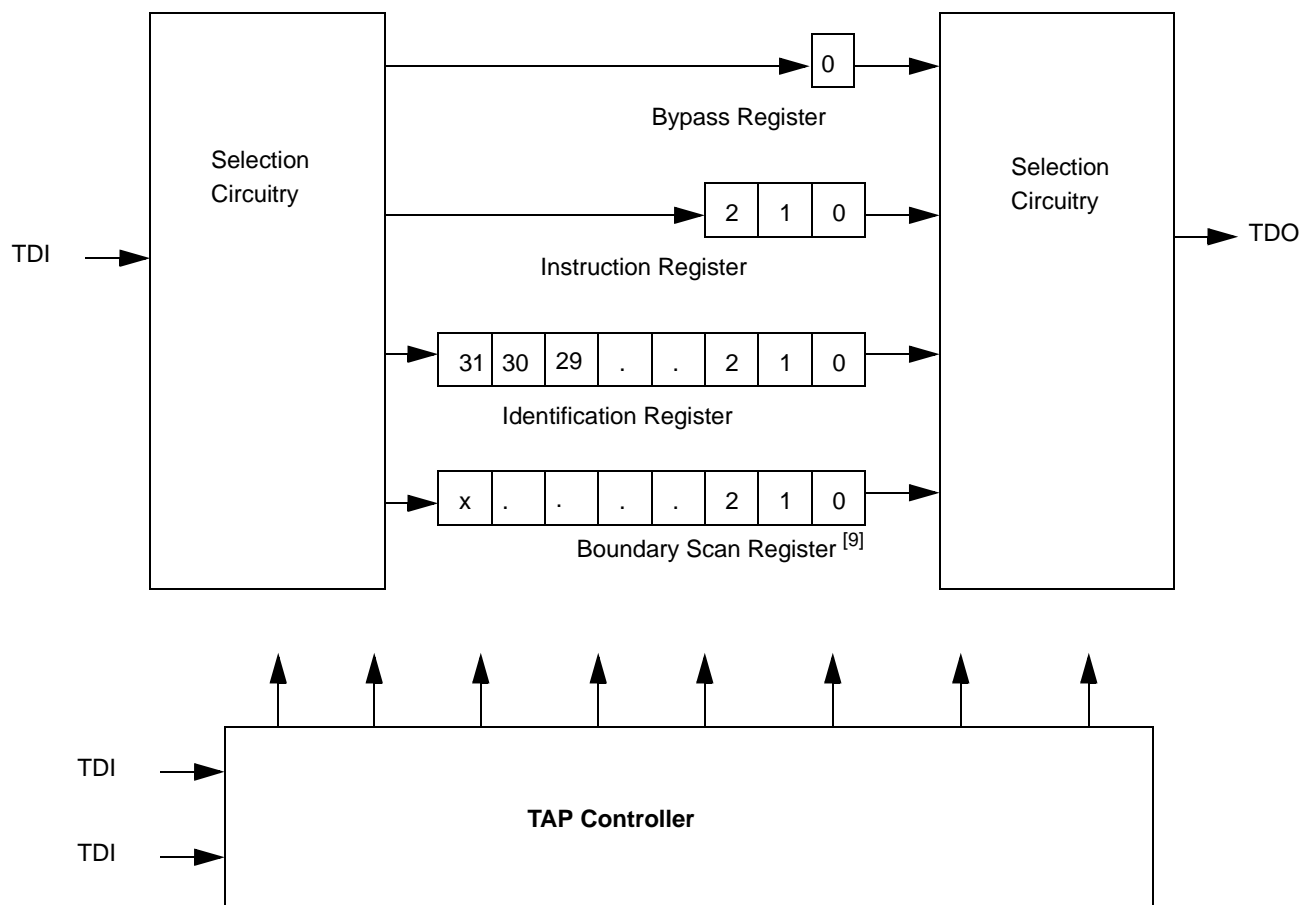 0
Bypass Register
Selection
Circuitry
Selection
Circuitry
2 1 0
TDI
TDO
Instruction Register
31 30 29 . . 2 1 0
Identification Register
x . . . . 2 1 0
Boundary Scan Register [9]
TDI
TAP Controller
TDI